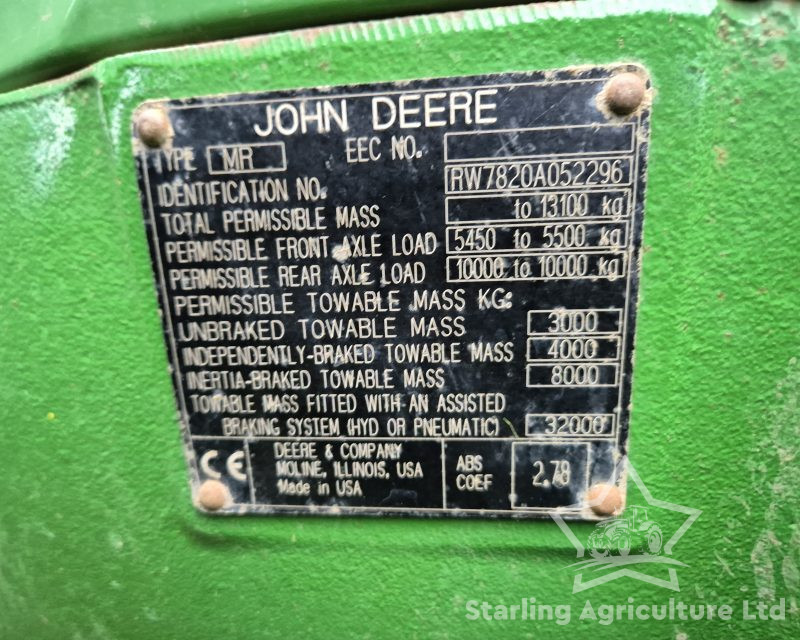 JOHN DEERE
TYPE MR EEC NO.
IDENTIFICATION NO. RW7820A052296
TOTAL PERMISSIBLE MASS to 13100 kg
PERMISSIBLE FRONT AXLE LOAD 5450 to 5500 kg
PERMISSIBLE REAR AXLE LOAD 10000 to 10000 kg
PERMISSIBLE TOWABLE MASS KG:
UNBRAKED TOWABLE MASS 3000
INDEPENDENTLY-BRAKED TOWABLE MASS 4000
INERTIA-BRAKED TOWABLE MASS 8000
TOWABLE MASS FITTED WITH AN ASSISTED
BRAKING SYSTEM (HYD OR PNEUMATIC) 32000
CE
DEERE & COMPANY
MOLINE, ILLINOIS, USA
Made in USA
ABS
COEF
2.78
Starling Agriculture Ltd